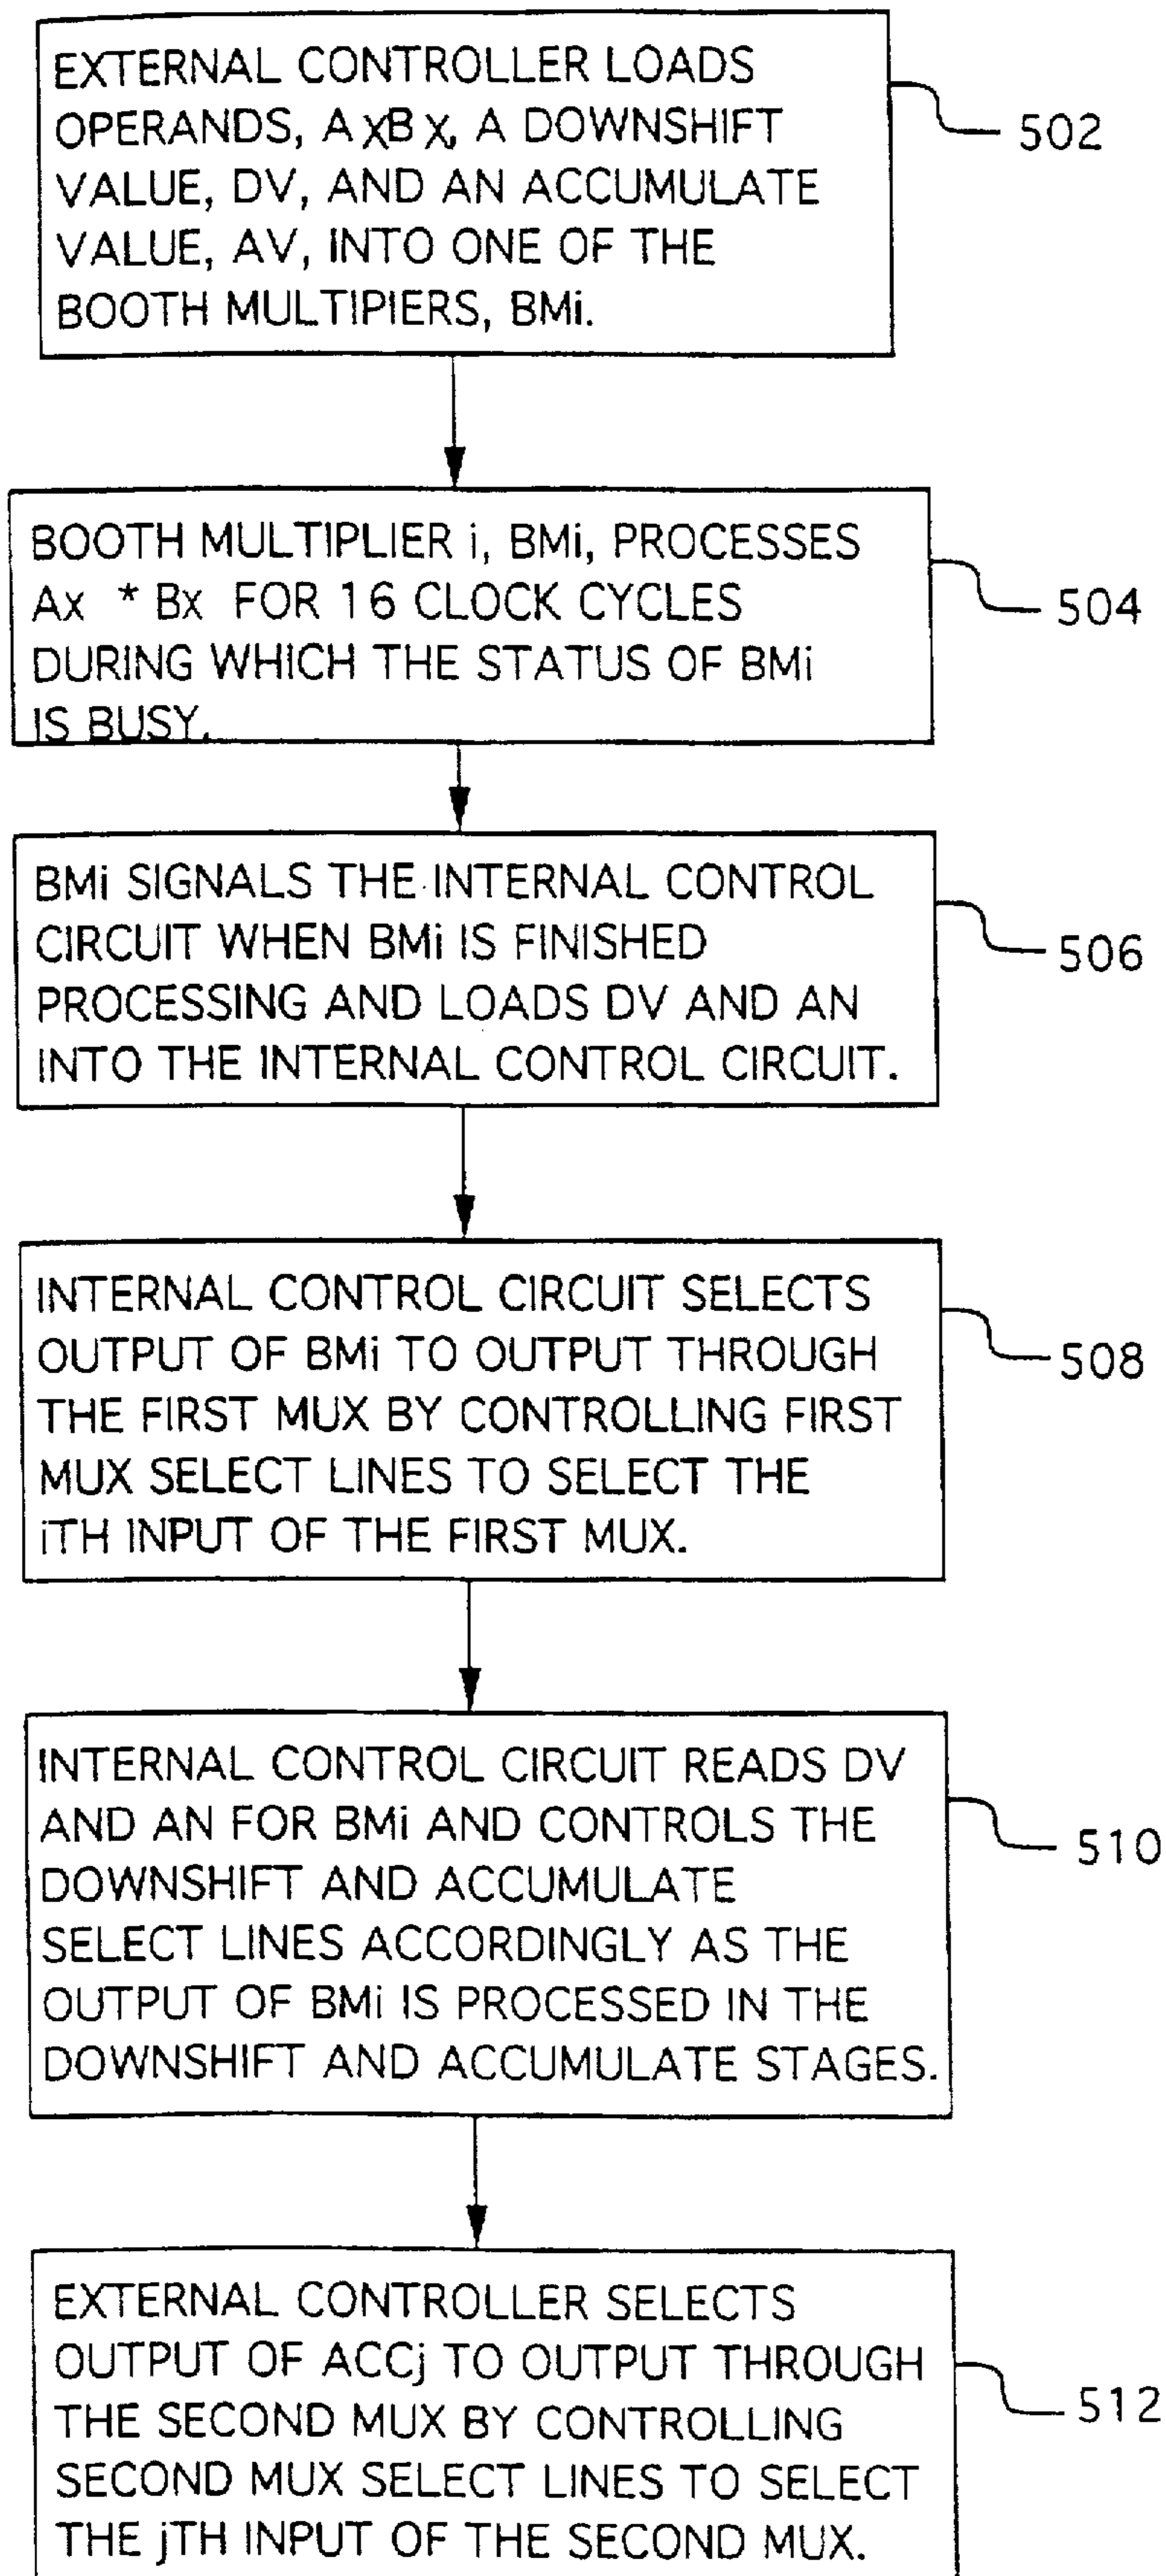 EXTERNAL CONTROLLER LOADS
OPERANDS, AXBX, A DOWNSHIFT
VALUE, DV, AND AN ACCUMULATE
VALUE, AV, INTO ONE OF THE
BOOTH MULTIPIERS, BMi.
502
BOOTH MULTIPLIER i, BMi, PROCESSES
AX * BX FOR 16 CLOCK CYCLES
DURING WHICH THE STATUS OF BMi
IS BUSY.
504
BMi SIGNALS THE INTERNAL CONTROL
CIRCUIT WHEN BMi IS FINISHED
PROCESSING AND LOADS DV AND AN
INTO THE INTERNAL CONTROL CIRCUIT.
506
INTERNAL CONTROL CIRCUIT SELECTS
OUTPUT OF BMi TO OUTPUT THROUGH
THE FIRST MUX BY CONTROLLING FIRST
MUX SELECT LINES TO SELECT THE
iTH INPUT OF THE FIRST MUX.
508
INTERNAL CONTROL CIRCUIT READS DV
AND AN FOR BMi AND CONTROLS THE
DOWNSHIFT AND ACCUMULATE
SELECT LINES ACCORDINGLY AS THE
OUTPUT OF BMi IS PROCESSED IN THE
DOWNSHIFT AND ACCUMULATE STAGES.
510
EXTERNAL CONTROLLER SELECTS
OUTPUT OF ACCj TO OUTPUT THROUGH
THE SECOND MUX BY CONTROLLING
SECOND MUX SELECT LINES TO SELECT
THE jTH INPUT OF THE SECOND MUX.
512